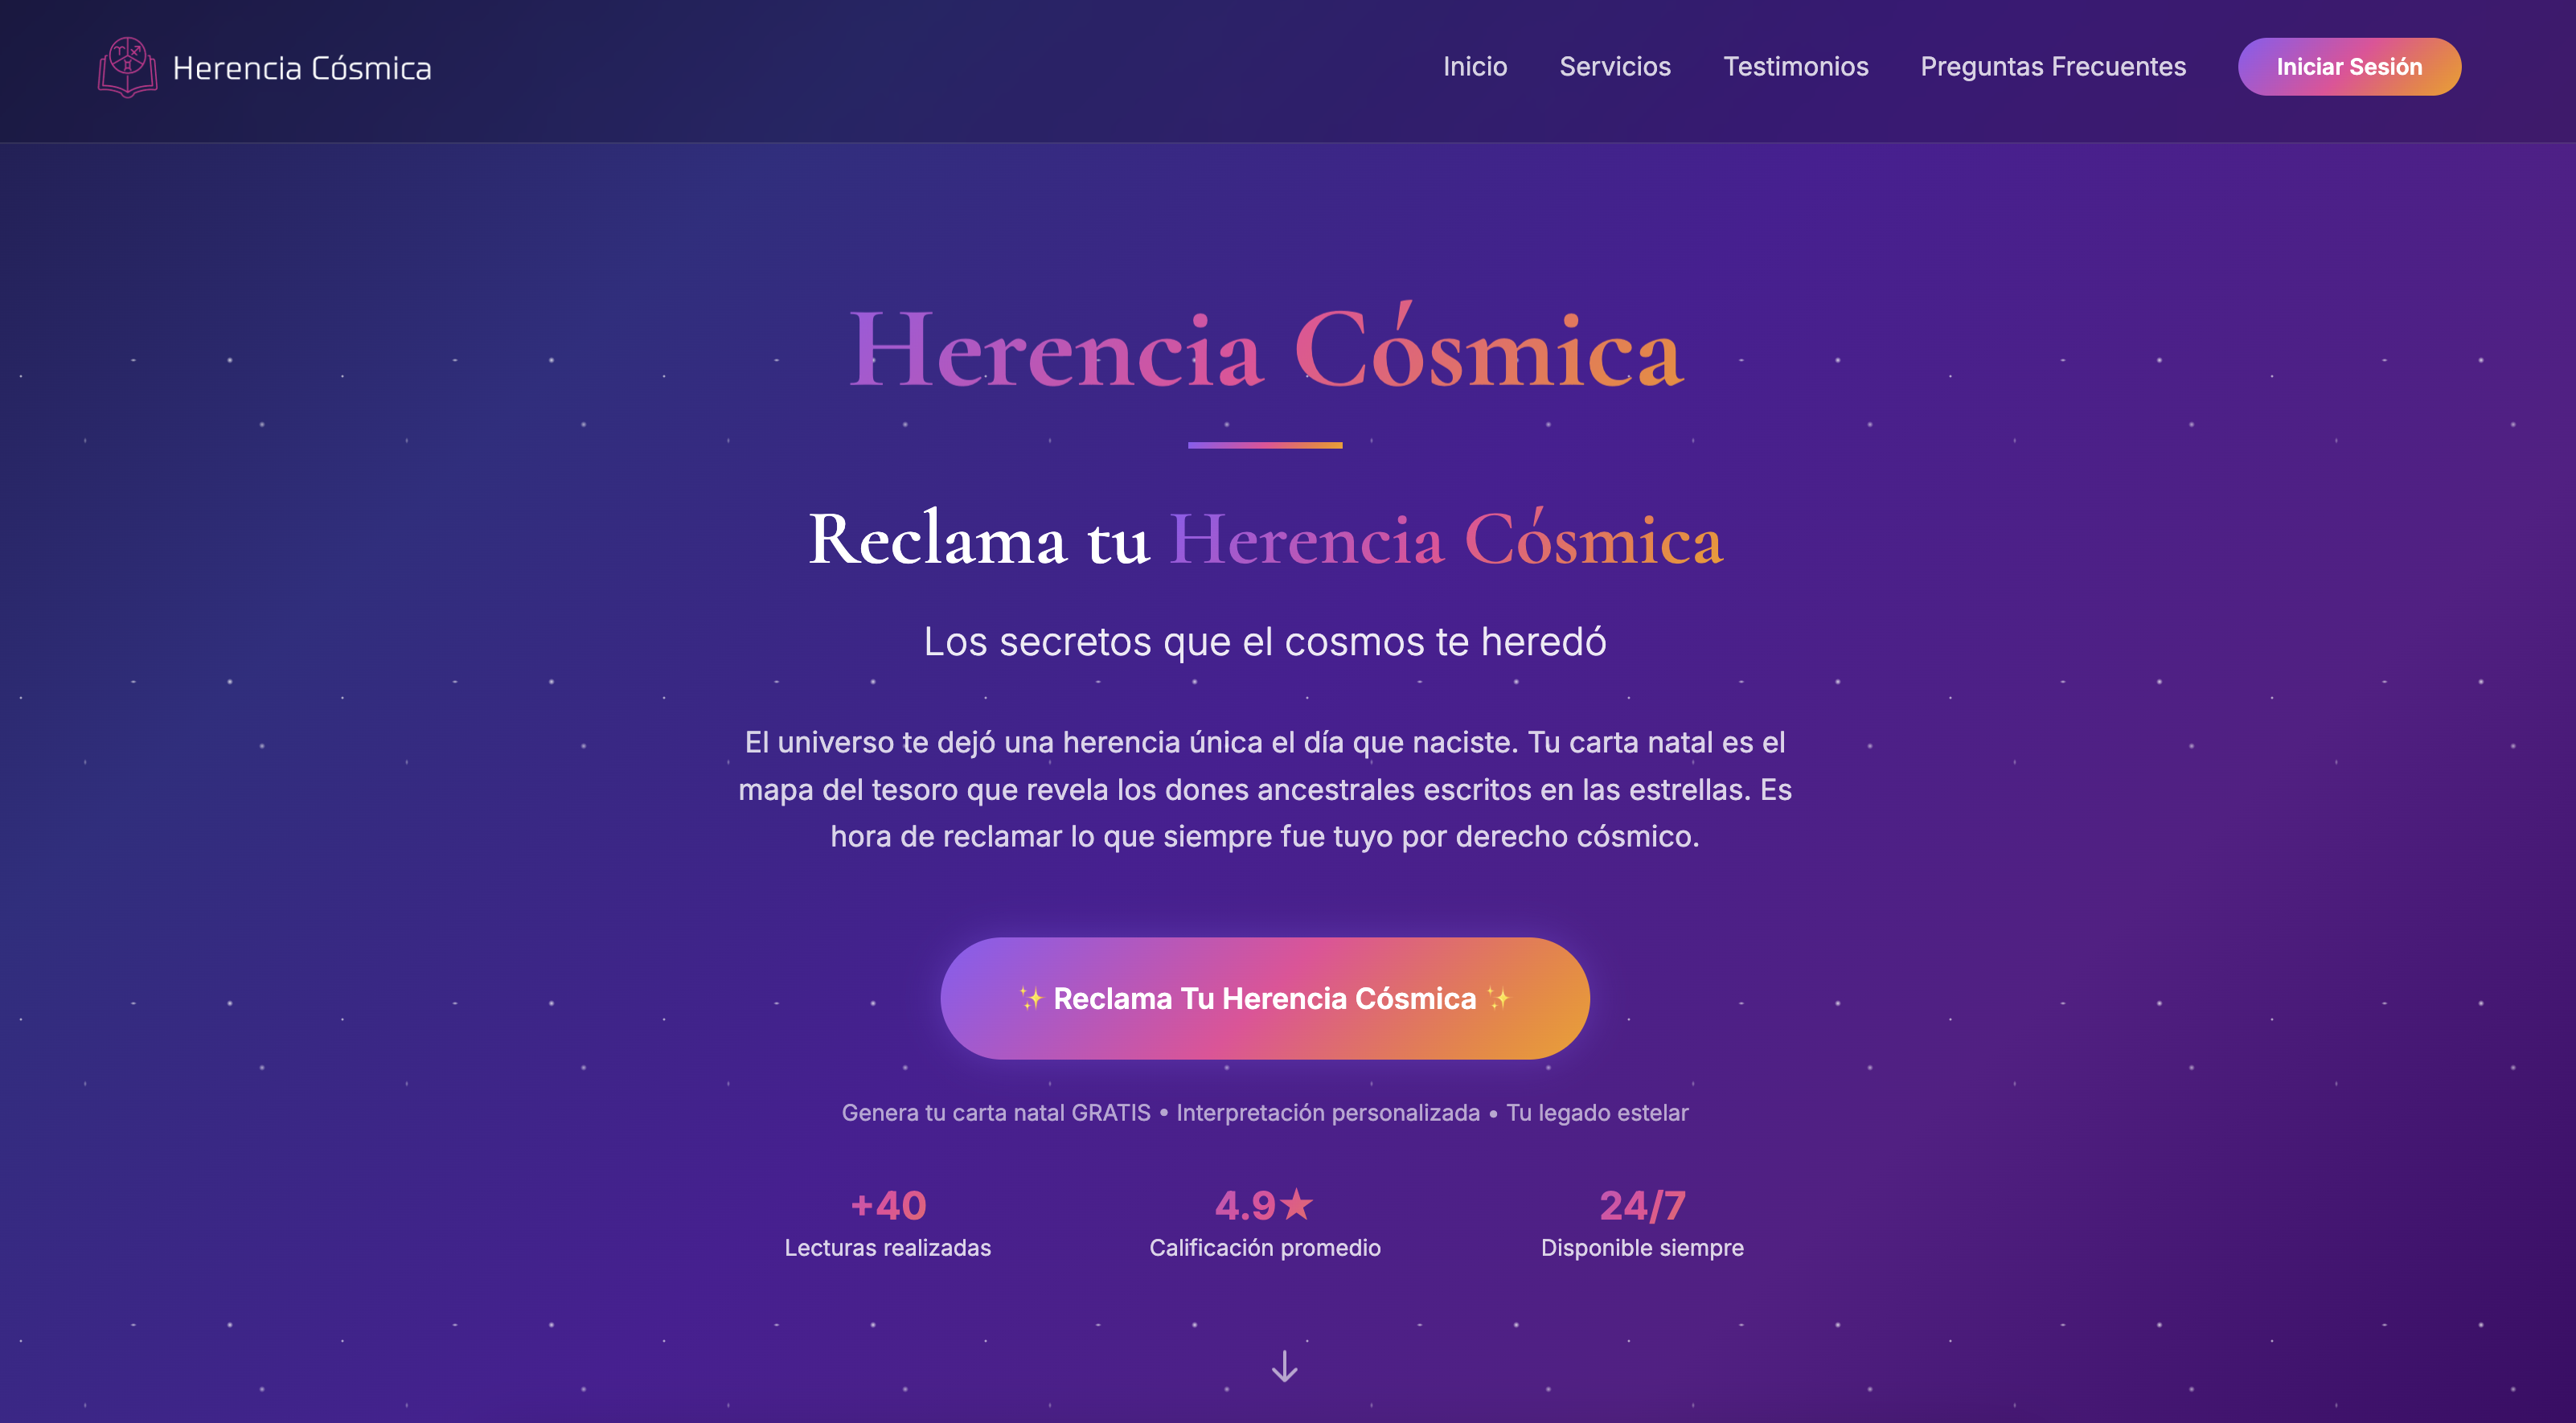 Herencia Cósmica
Inicio
Servicios
Testimonios
Preguntas Frecuentes
Iniciar Sesión
Herencia Cósmica
Reclama tu Herencia Cósmica
Los secretos que el cosmos te heredó
El universo te dejó una herencia única el día que naciste. Tu carta natal es el
mapa del tesoro que revela los dones ancestrales escritos en las estrellas. Es
hora de reclamar lo que siempre fue tuyo por derecho cósmico.
✨ Reclama Tu Herencia Cósmica ✨
Genera tu carta natal GRATIS • Interpretación personalizada • Tu legado estelar
+40
Lecturas realizadas
4.9★
Calificación promedio
24/7
Disponible siempre